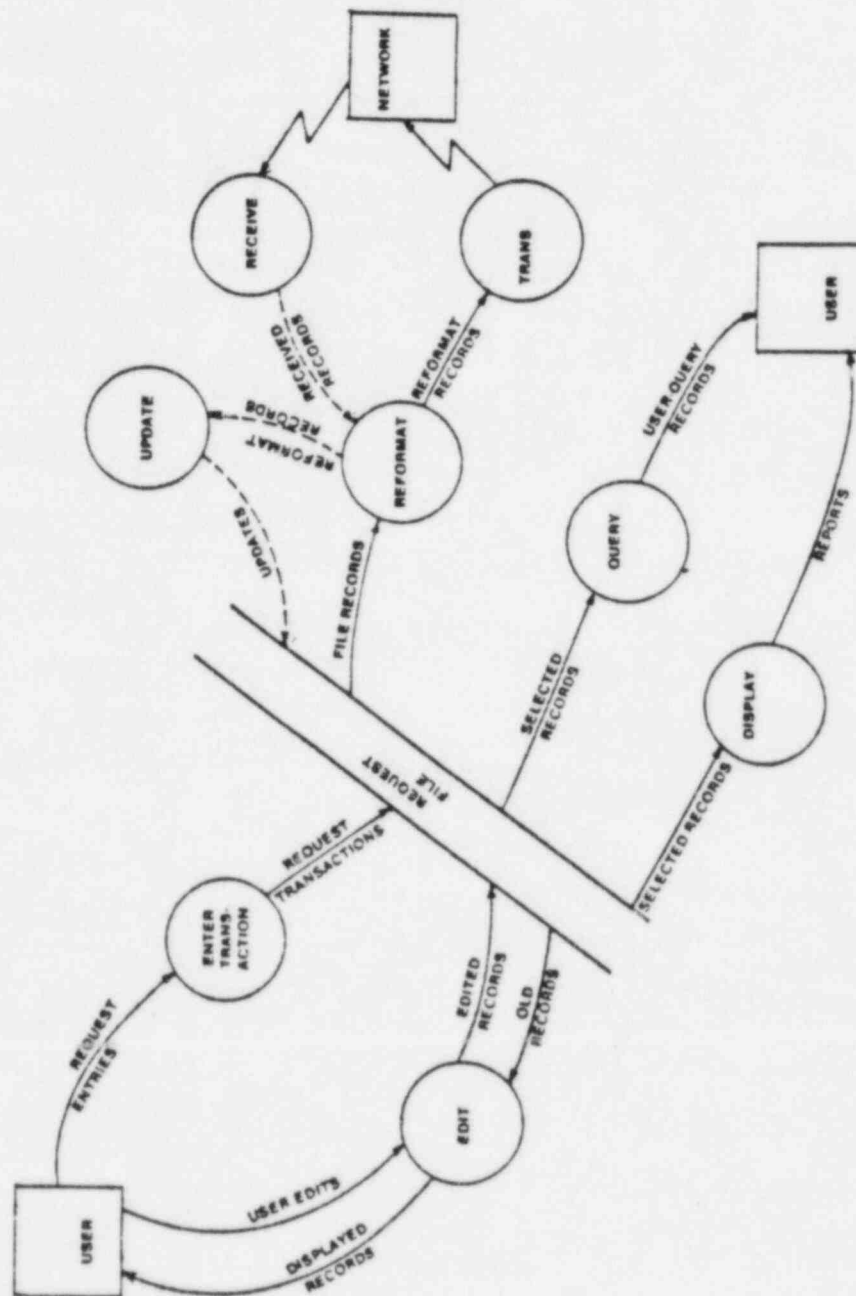 USER
REQUEST
ENTRIES
ENTER
TRANS-
ACTION
REQUEST
TRANSACTIONS
USER EDITS
DISPLAYED
RECORDS
EDIT
EDITED
RECORDS
OLD
RECORDS
REQUEST
FILE
UPDATES
UPDATE
REFORMAT
RECORDS
RECEIVED
RECORDS
RECEIVE
NETWORK
FILE RECORDS
REFORMAT
REFORMAT
RECORDS
TRANS
SELECTED
RECORDS
QUERY
USER QUERY
RECORDS
SELECTED RECORDS
DISPLAY
REPORTS
USER